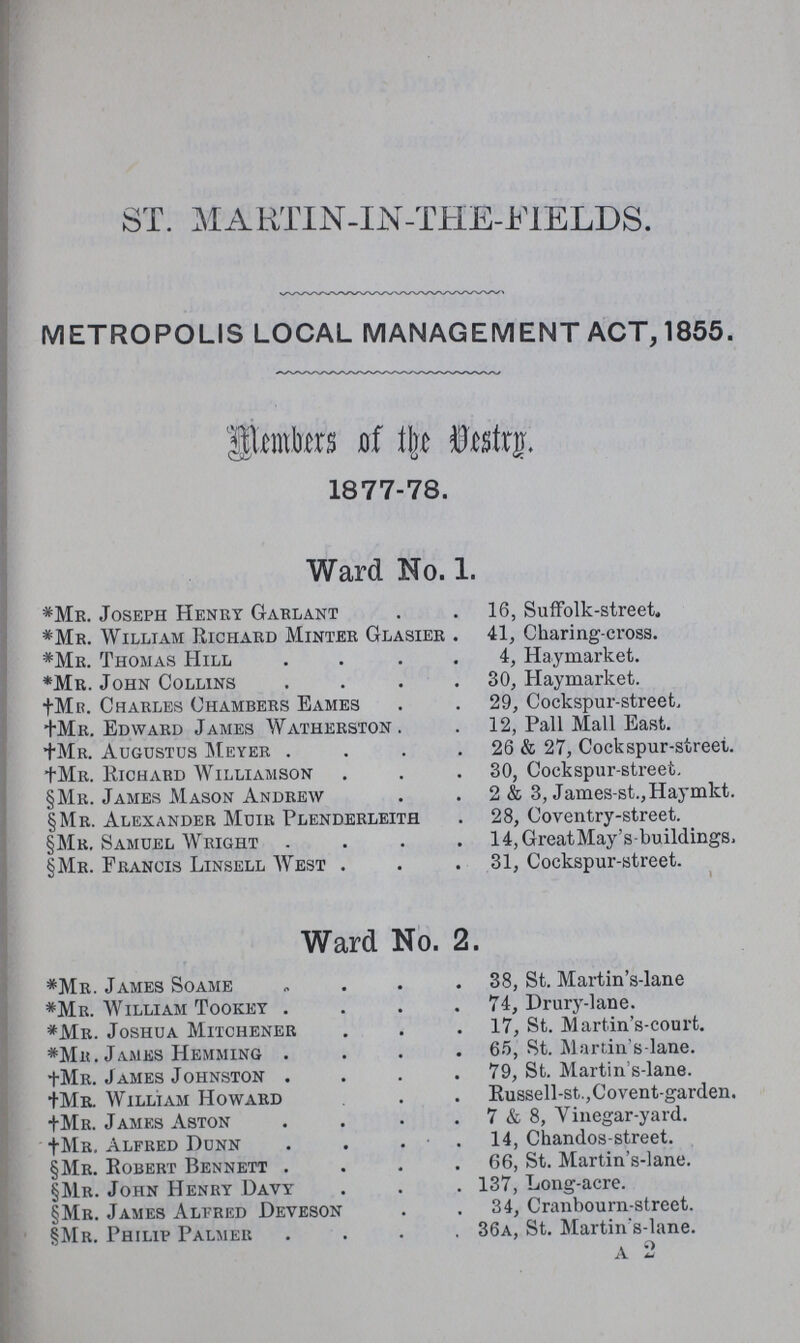 ST. MARTIN-IN-THE-FIELDS.
METROPOLIS LOCAL MANAGEMENT ACT, 1855.
Members of the Vestry.
1877-78.
Ward No. 1.
*MR. JOSEPH HENRY GARLANT . . 16, Suffolk-street.
*MR. WILLIAM RICHARD MINTER GLASIER . 41, Charing-cross.
*MR. THOMAS HILL . . . . 4, Haymarket.
*MR. JOHN COLLINS . . . . 30, Haymarket.
†MR. CHARLES CHAMBERS EAMES . . 29, Cockspur-street.
†MR. EDWARD JAMES WATHERSTON . . 12, Pall Mall East.
†MR. AUGUSTUS MEYER . . . . 26 & 27, Cockspur-street.
†MR. RICHARD WILLIAMSON . . . 30, Cockspur-street.
§MR. JAMES MASON ANDREW . . 2 & 3, James-st., Haymkt.
§MR. ALEXANDER MUIR PLENDERLEITH . 28, Coventry-street.
§MR. SAMUEL WRIGHT . . . . 14, Great May's-buildings.
§MR. FRANCIS LINSELL WEST . . . 31, Cockspur-street.
Ward No. 2.
*MR. JAMES SOAME . . . . 38, St. Martin's-lane
*MR. WILLIAM TOOKEY . . . . 74, Drury-lane.
*MR. JOSHUA MITCHENER . . . 17, St. Martin's-court.
*MR. JAMES HEMMING . . . . 65, St. Martin's-lane.
†MR. JAMES JOHNSTON . . . . 79, St. Martin's-lane.
†MR. WILLIAM HOWARD . . . Russell-st., Covent-garden.
†MR. JAMES ASTON . . . . 7 & 8, Vinegar-yard.
†MR. ALFRED DUNN . . . . 14, Chandos-street.
§MR. ROBERT BENNETT . . . . 66, St. Martin's-lane.
§MR. JOHN HENRY DAVY . . . 137, Long-acre.
§MR. JAMES ALFRED DEVESON . . 34, Cranbourn-street.
§MR. PHILIP PALMER . . . . 36A, St. Martin's-lane.
A 2